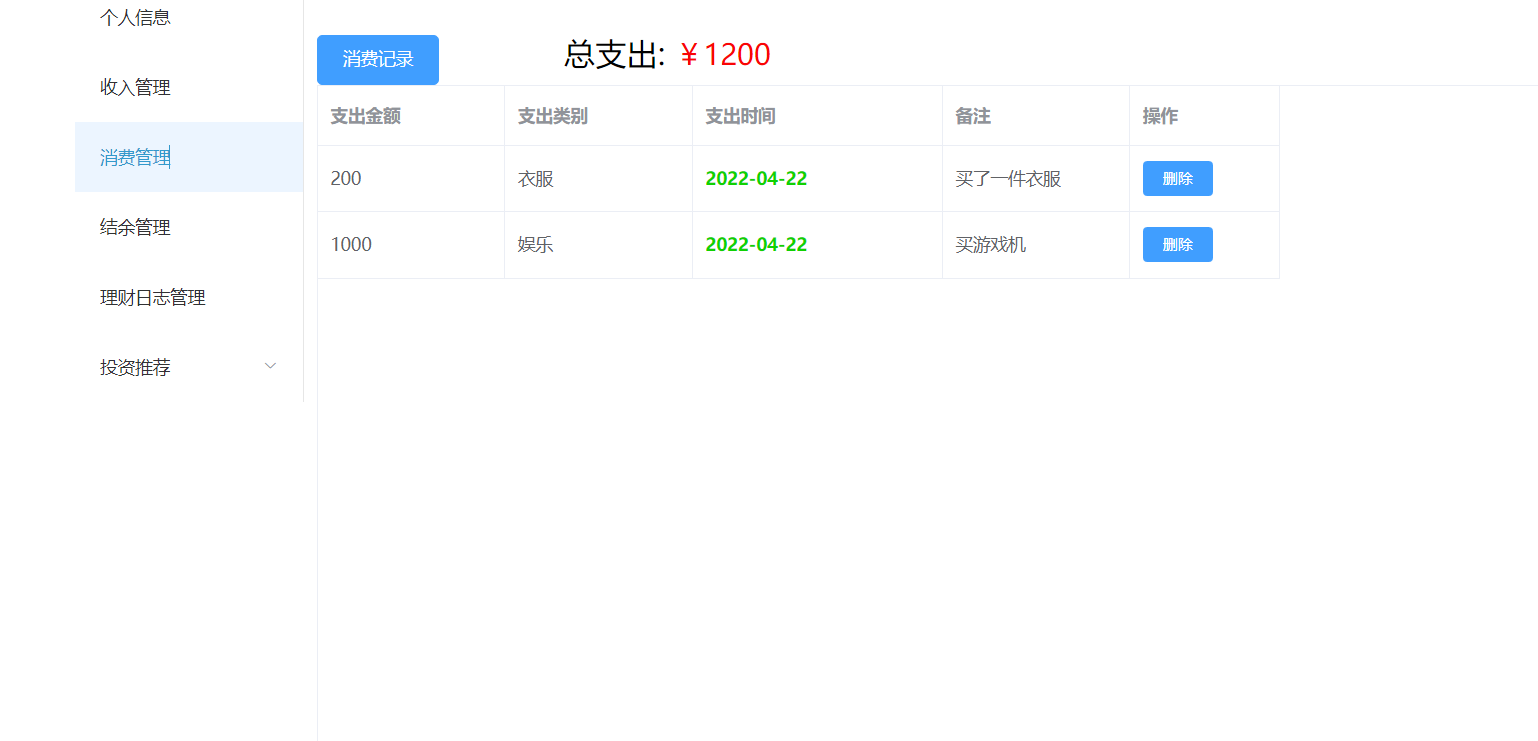 个人信息
收入管理
消费管理
结余管理
理财日志管理
投资推荐
消费记录
总支出: ￥1200
支出金额 支出类别 支出时间 备注 操作
200 衣服 2022-04-22 买了一件衣服 删除
1000 娱乐 2022-04-22 买游戏机 删除